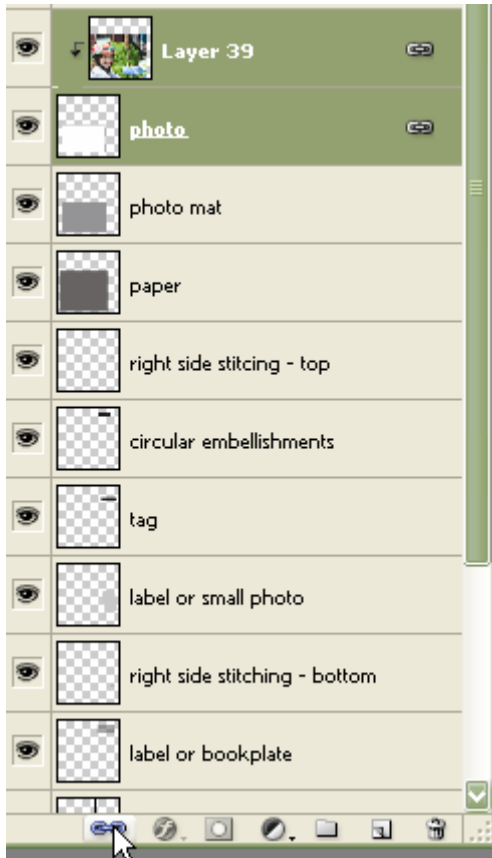 Layer 39
photo
photo mat
paper
right side stitcing - top
circular embellishments
tag
label or small photo
right side stitching - bottom
label or bookplate